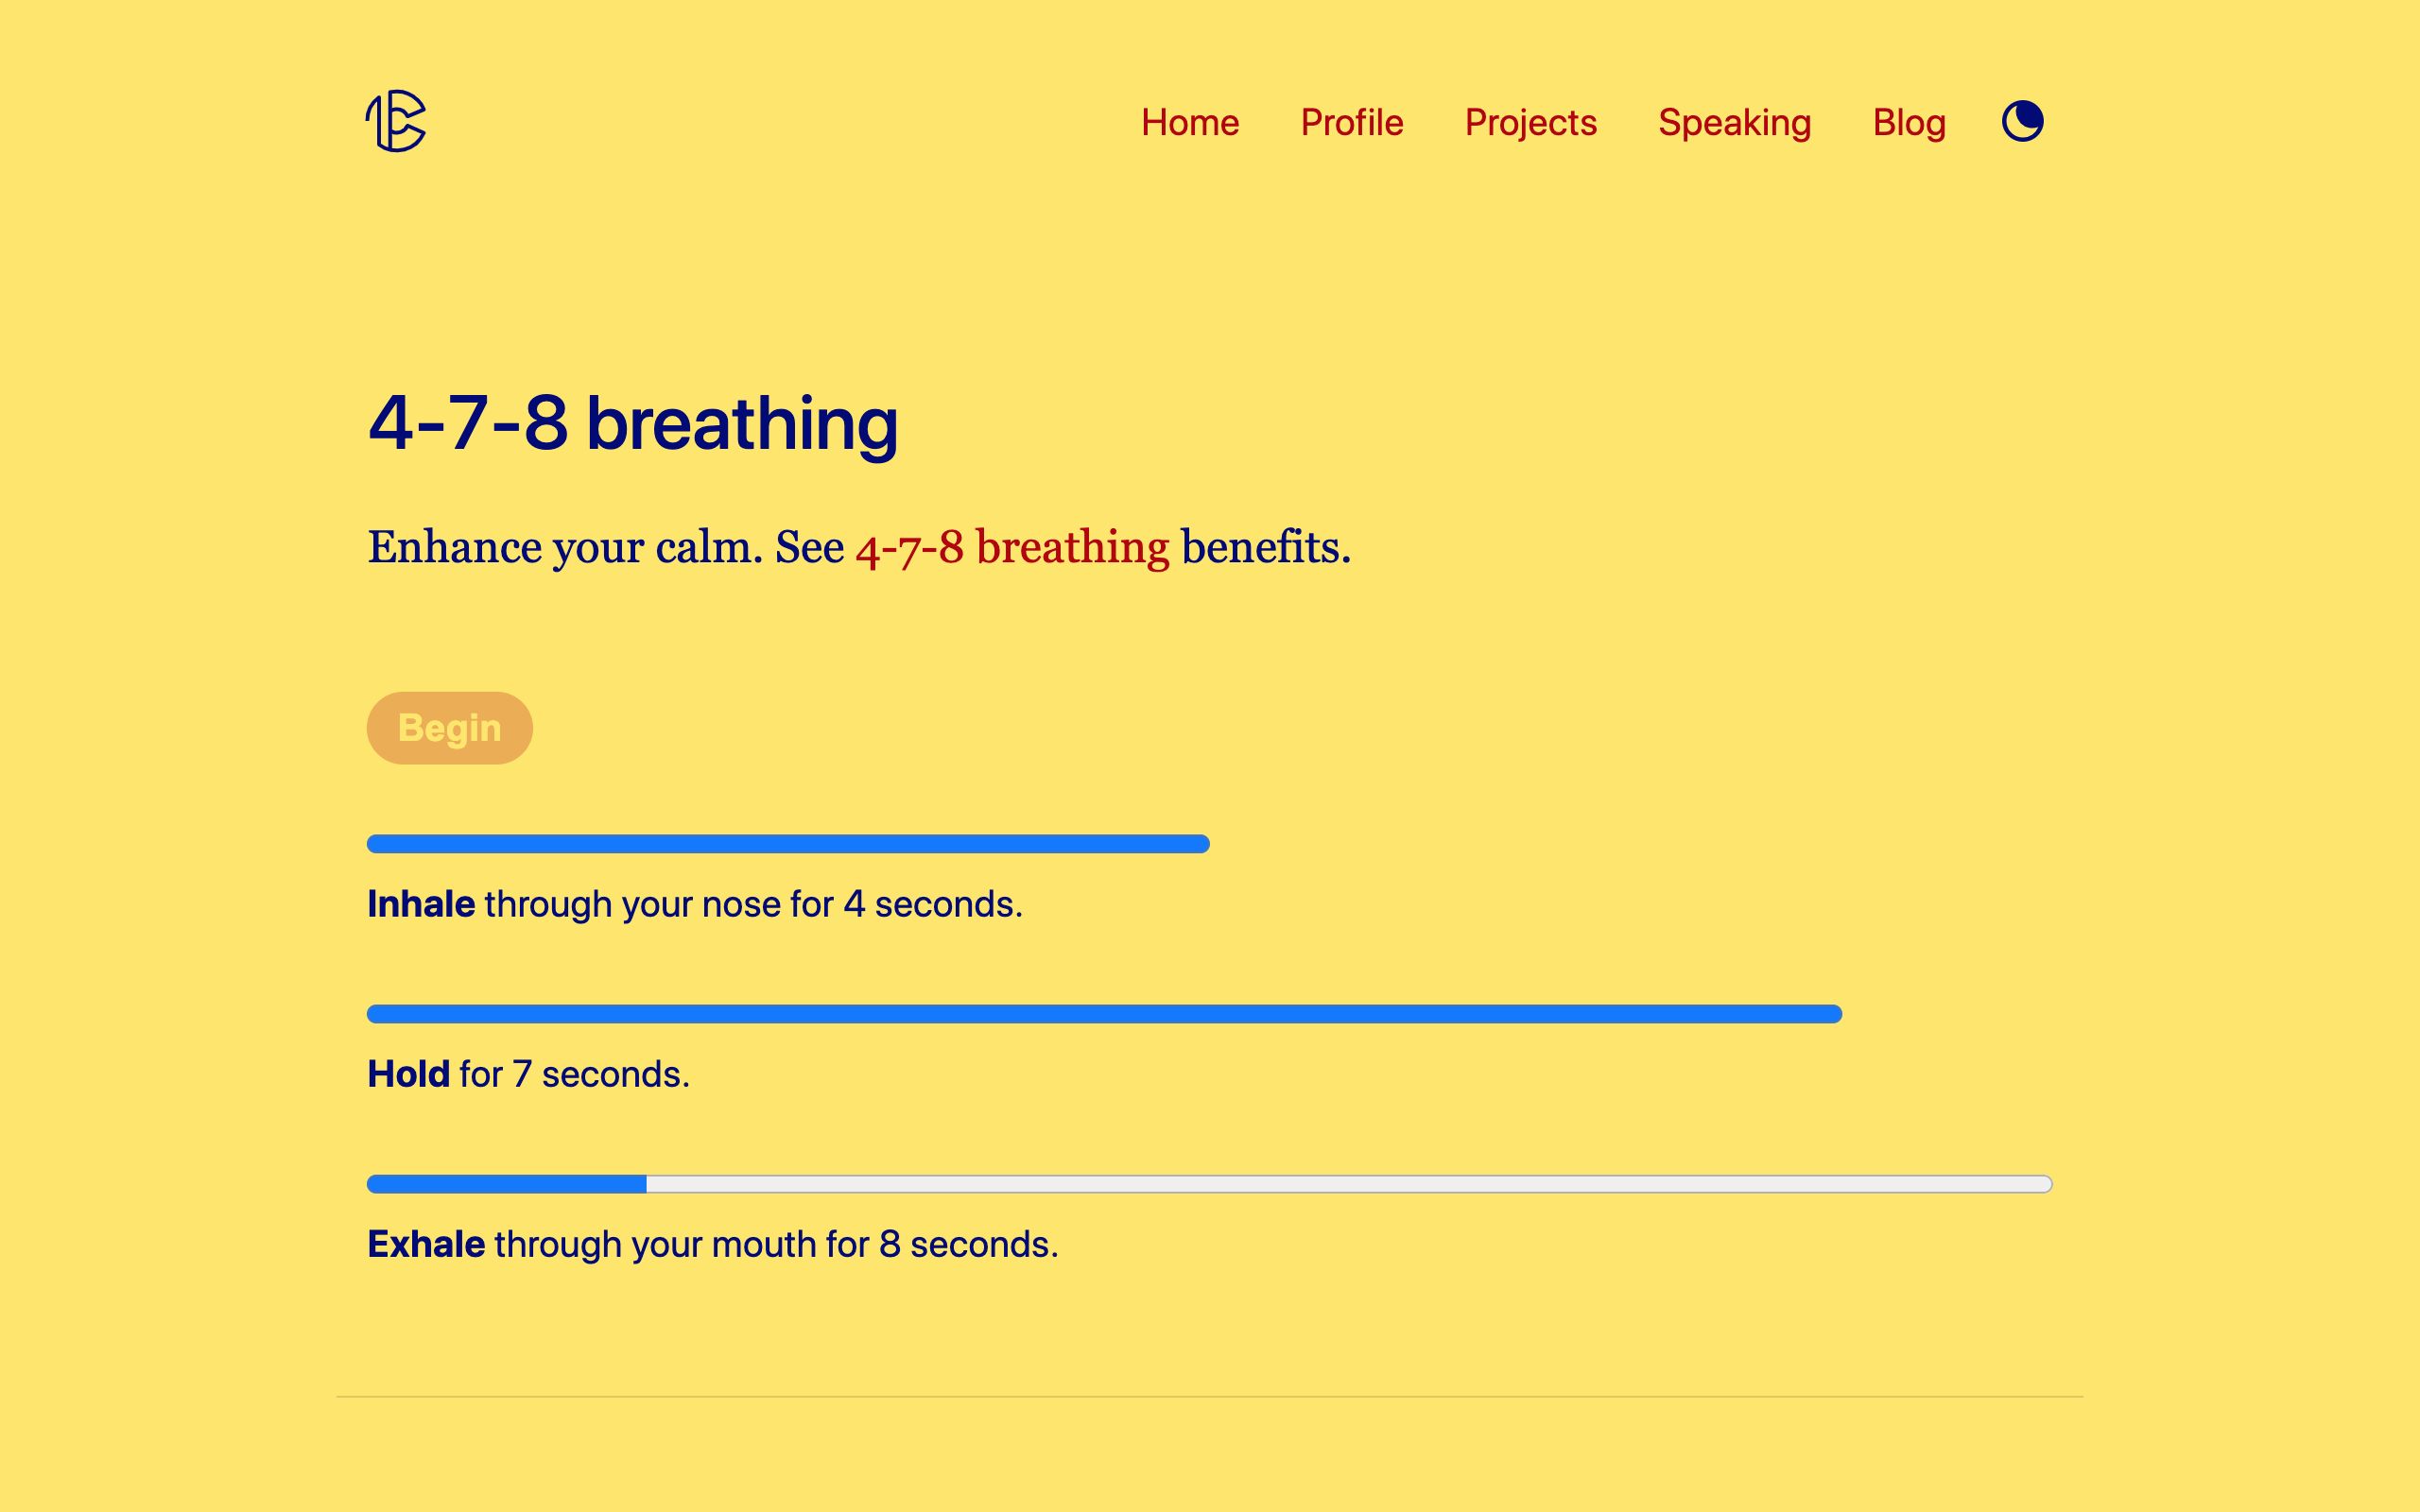 Home Profile Projects Speaking Blog
4-7-8 breathing
Enhance your calm. See 4-7-8 breathing benefits.
Begin
Inhale through your nose for 4 seconds.
Hold for 7 seconds.
Exhale through your mouth for 8 seconds.